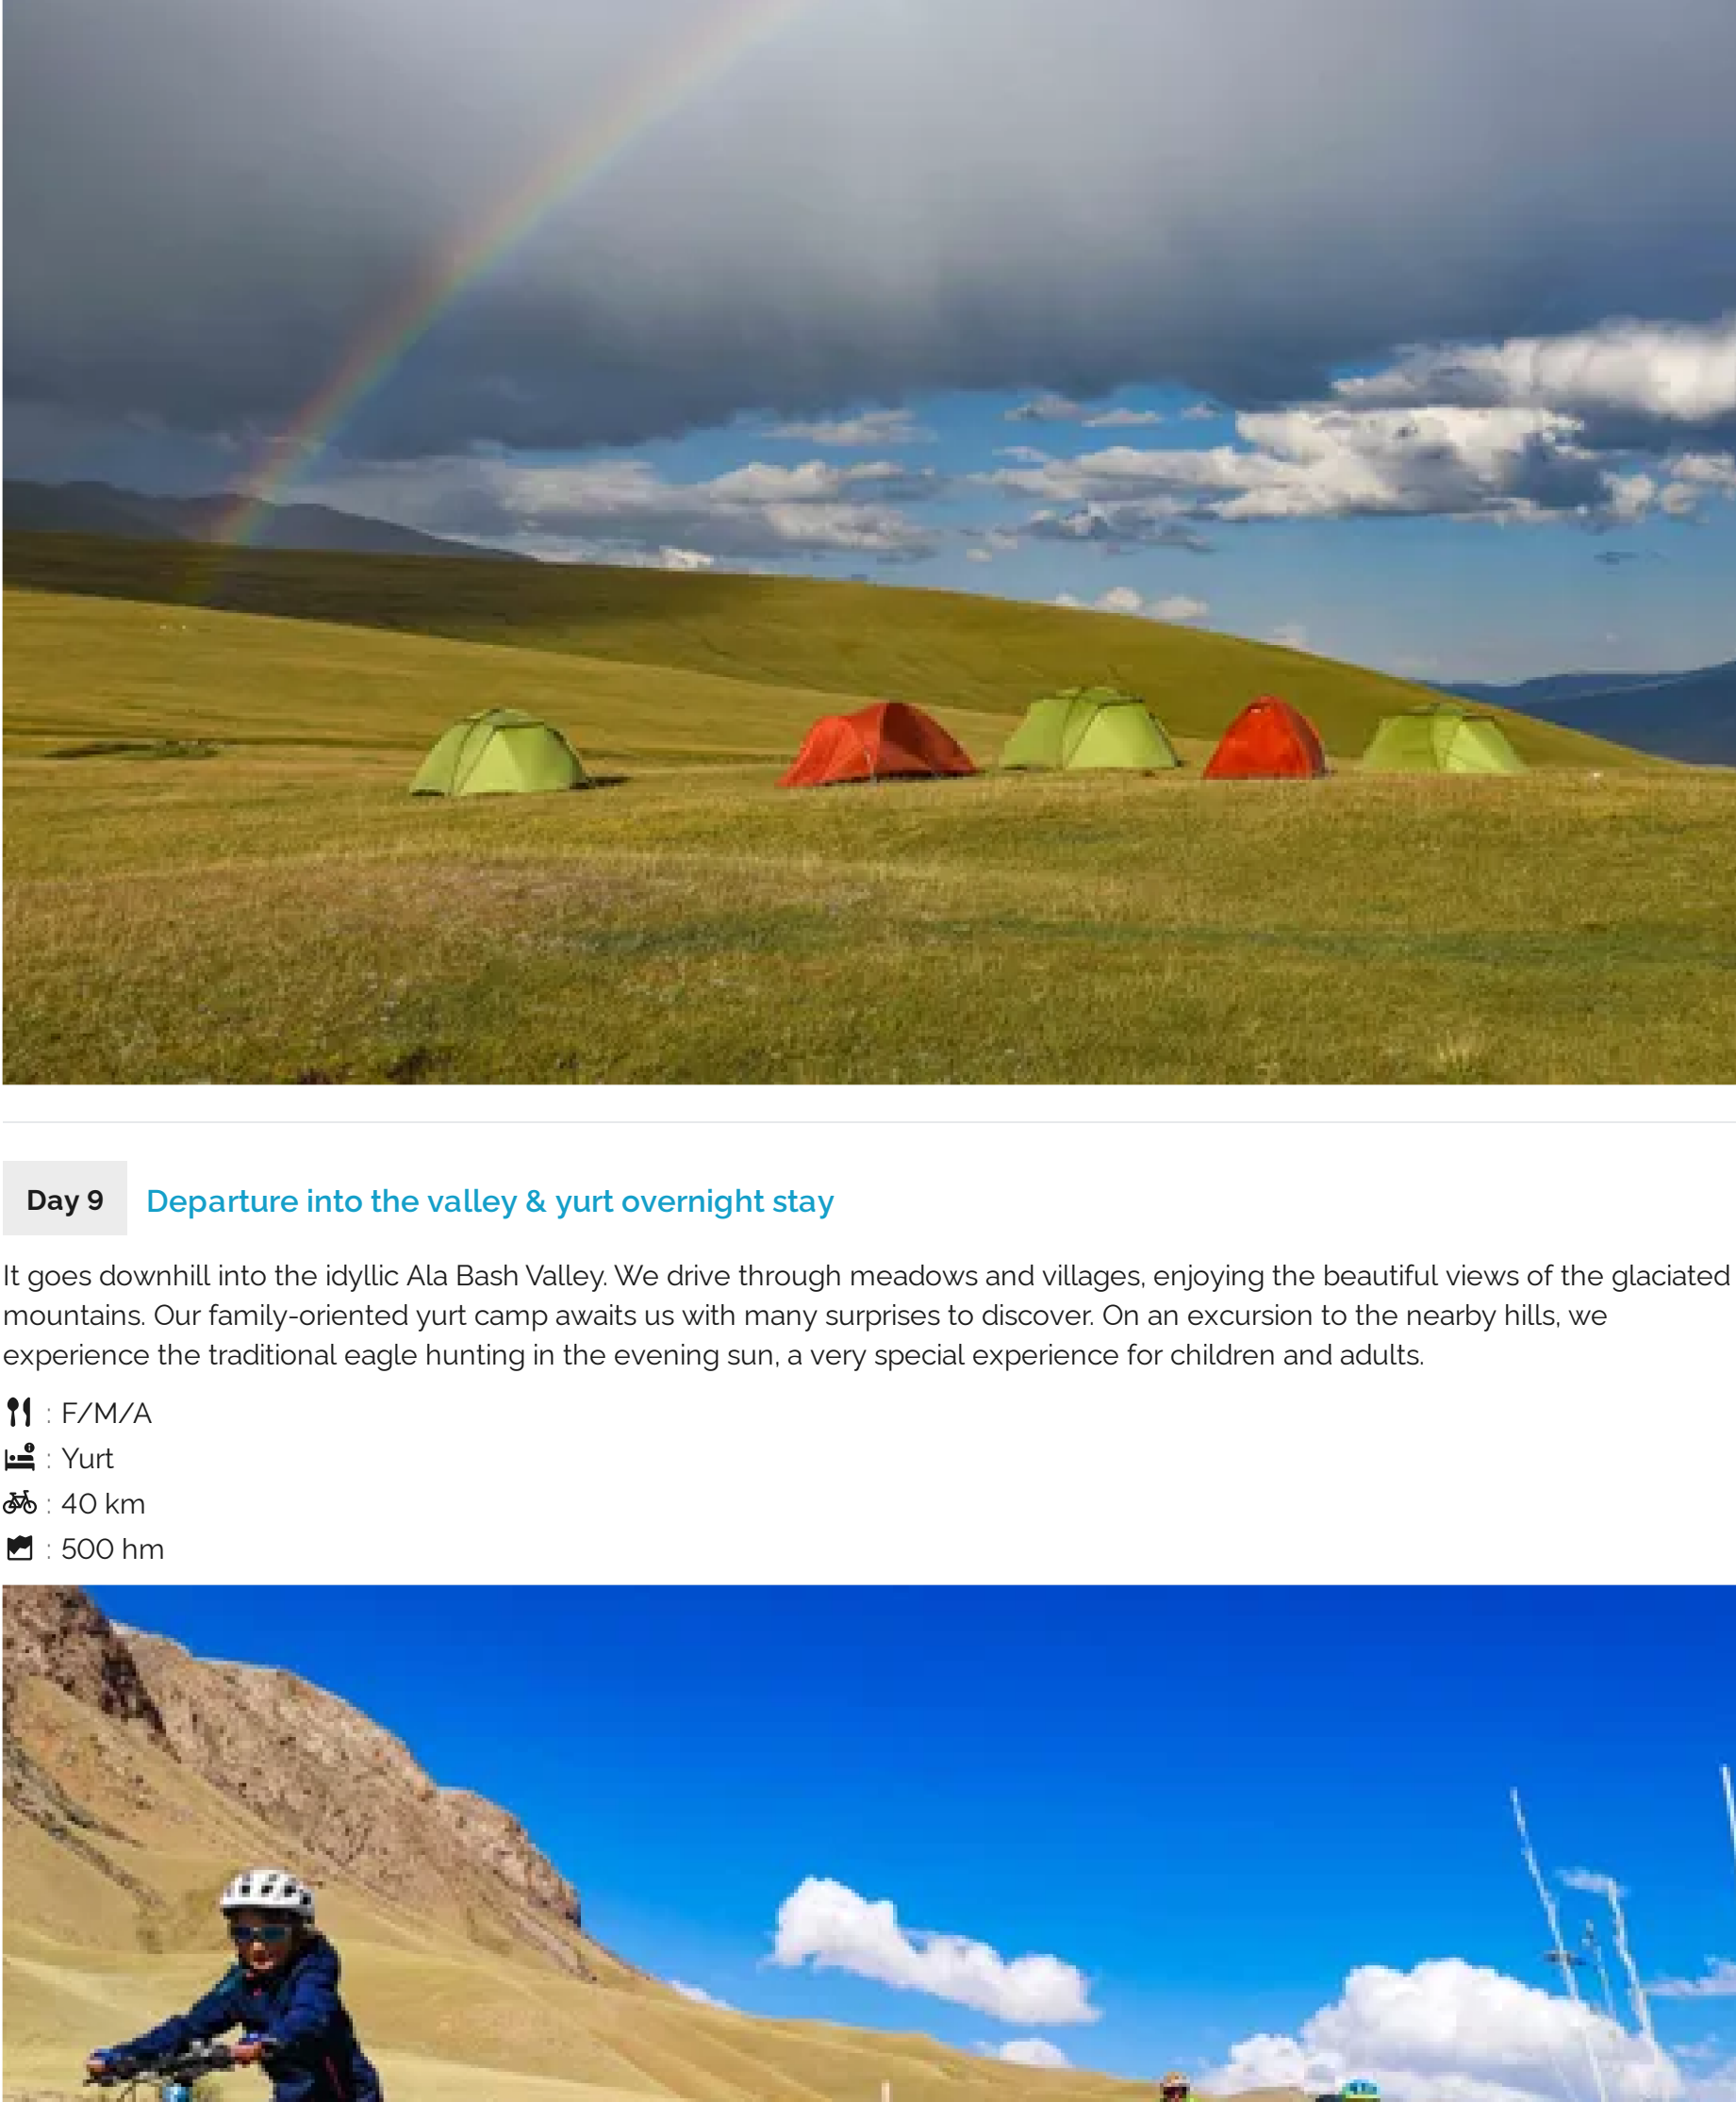 Day 9
Departure into the valley & yurt overnight stay
It goes downhill into the idyllic Ala Bash Valley. We drive through meadows and villages, enjoying the beautiful views of the glaciated
mountains. Our family-oriented yurt camp awaits us with many surprises to discover. On an excursion to the nearby hills, we
experience the traditional eagle hunting in the evening sun, a very special experience for children and adults.
: F/M/A
: Yurt
: 40 km
: 500 hm